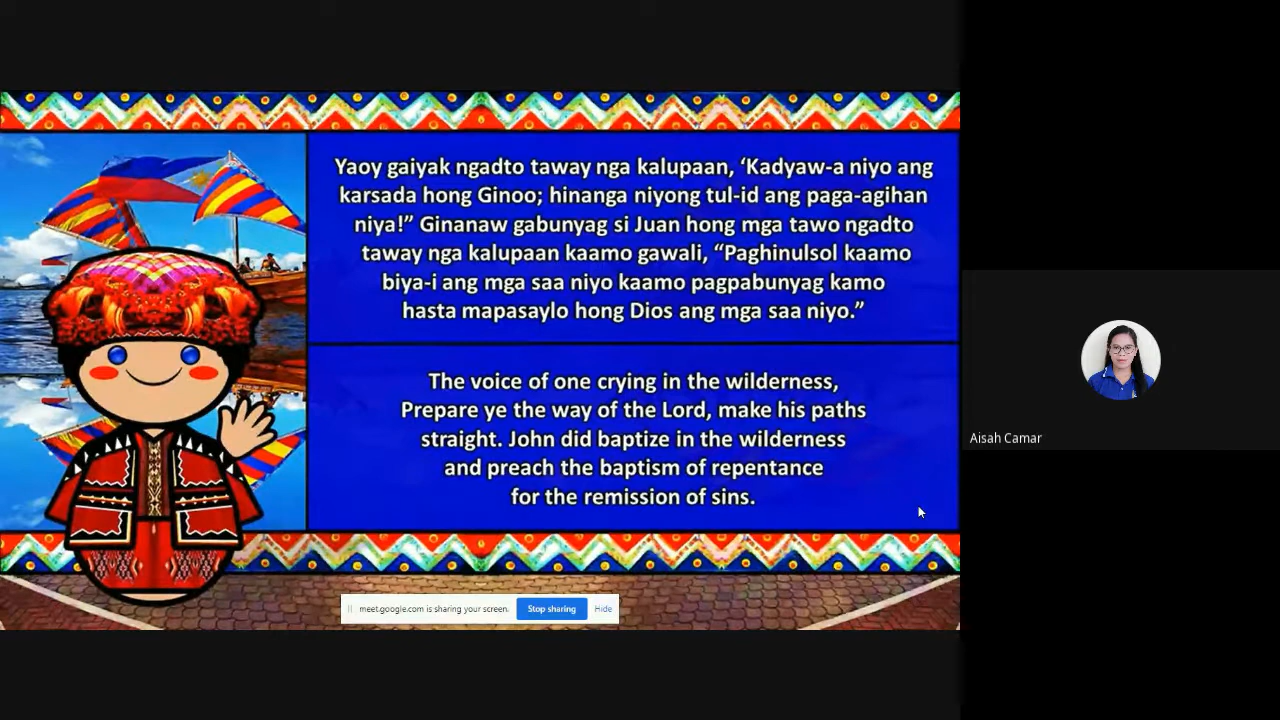 Yaoy gaiyak ngadto taway nga kalupaan, ‘Kadyaw-a niyo ang
karsada hong Ginoo; hinanga niyong tul-id ang paga-agihan
niya!” Ginanaw gabunyag si Juan hong mga tawo ngadto
taway nga kalupaan kaamo gawali, “Paghinulsol kaamo
biya-i ang mga saa niyo kaamo pagpabunyag kamo
hasta mapasaylo hong Dios ang mga saa niyo.”
The voice of one crying in the wilderness,
Prepare ye the way of the Lord, make his paths
straight. John did baptize in the wilderness
and preach the baptism of repentance
for the remission of sins.
meet.google.com is sharing your screen. Stop sharing Hide
Aisah Camar